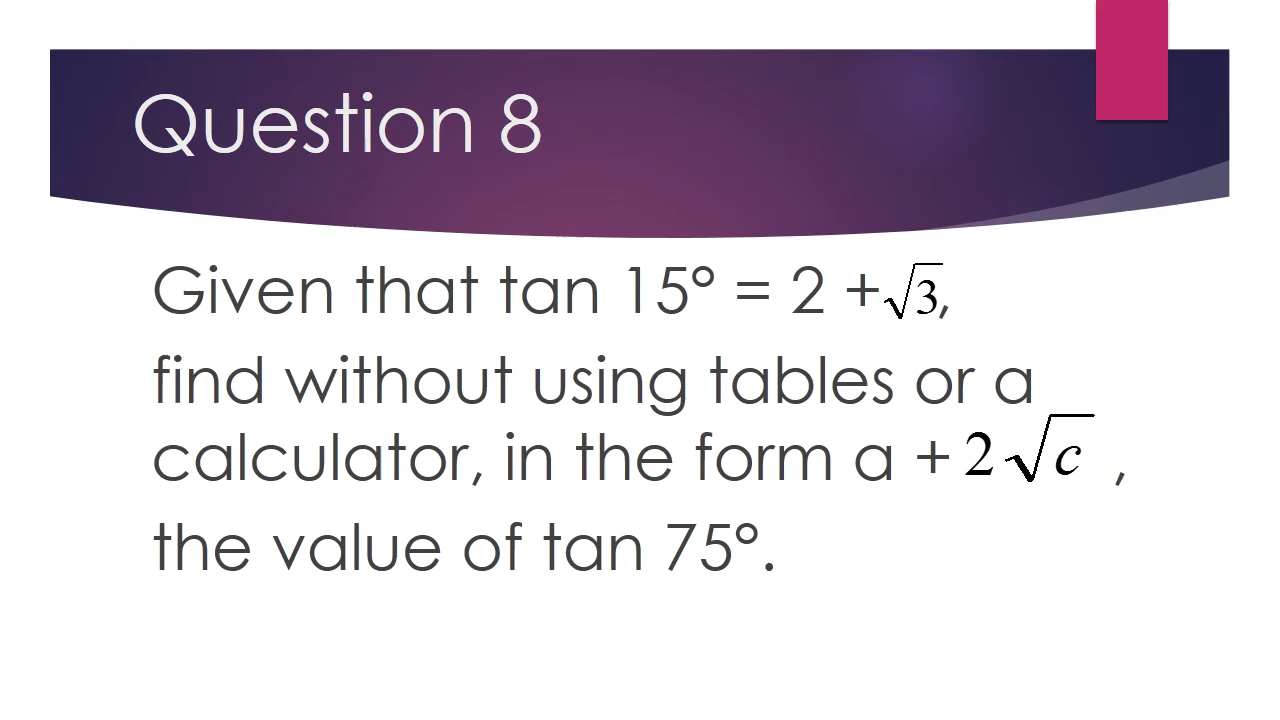 Question 8
Given that tan 15° = 2 + √3,
find without using tables or a
calculator, in the form a + 2√c ,
the value of tan 75°.